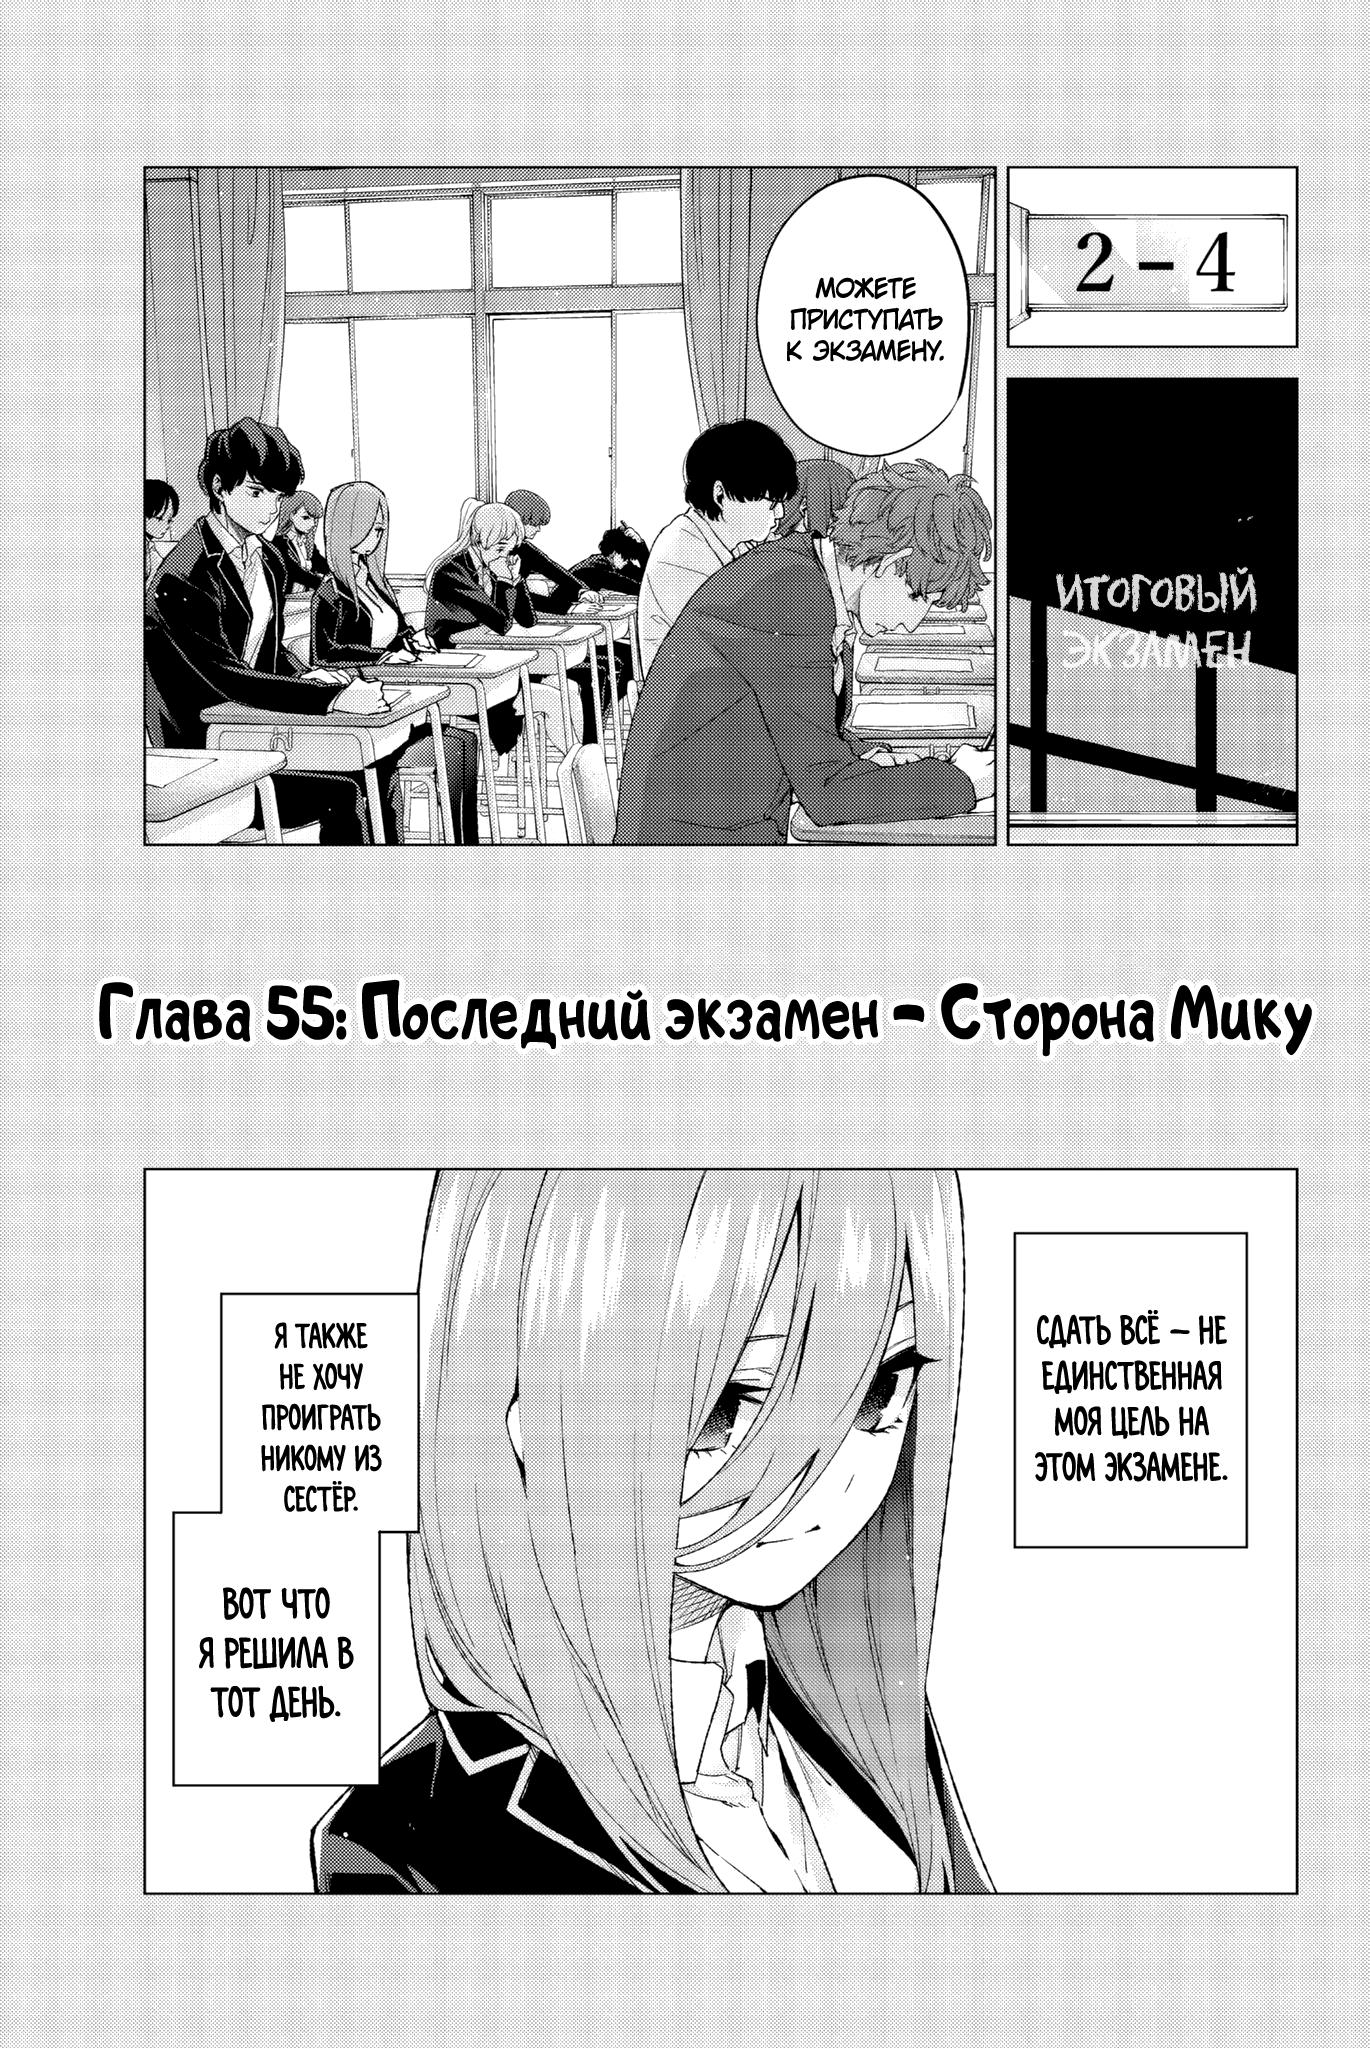 2-4
ИТОГОВЫЙ
ЭКЗАМЕН
МОЖЕТЕ
ПРИСТУПАТЬ
К ЭКЗАМЕНУ.
Глава 55: Последний экзамен – Сторона Мику
СДАТЬ ВСЁ – НЕ
ЕДИНСТВЕННАЯ
МОЯ ЦЕЛЬ НА
ЭТОМ ЭКЗАМЕНЕ.
Я ТАКЖЕ
НЕ ХОЧУ
ПРОИГРАТЬ
НИКОМУ ИЗ
СЕСТЁР.
ВОТ ЧТО
Я РЕШИЛА В
ТОТ ДЕНЬ.